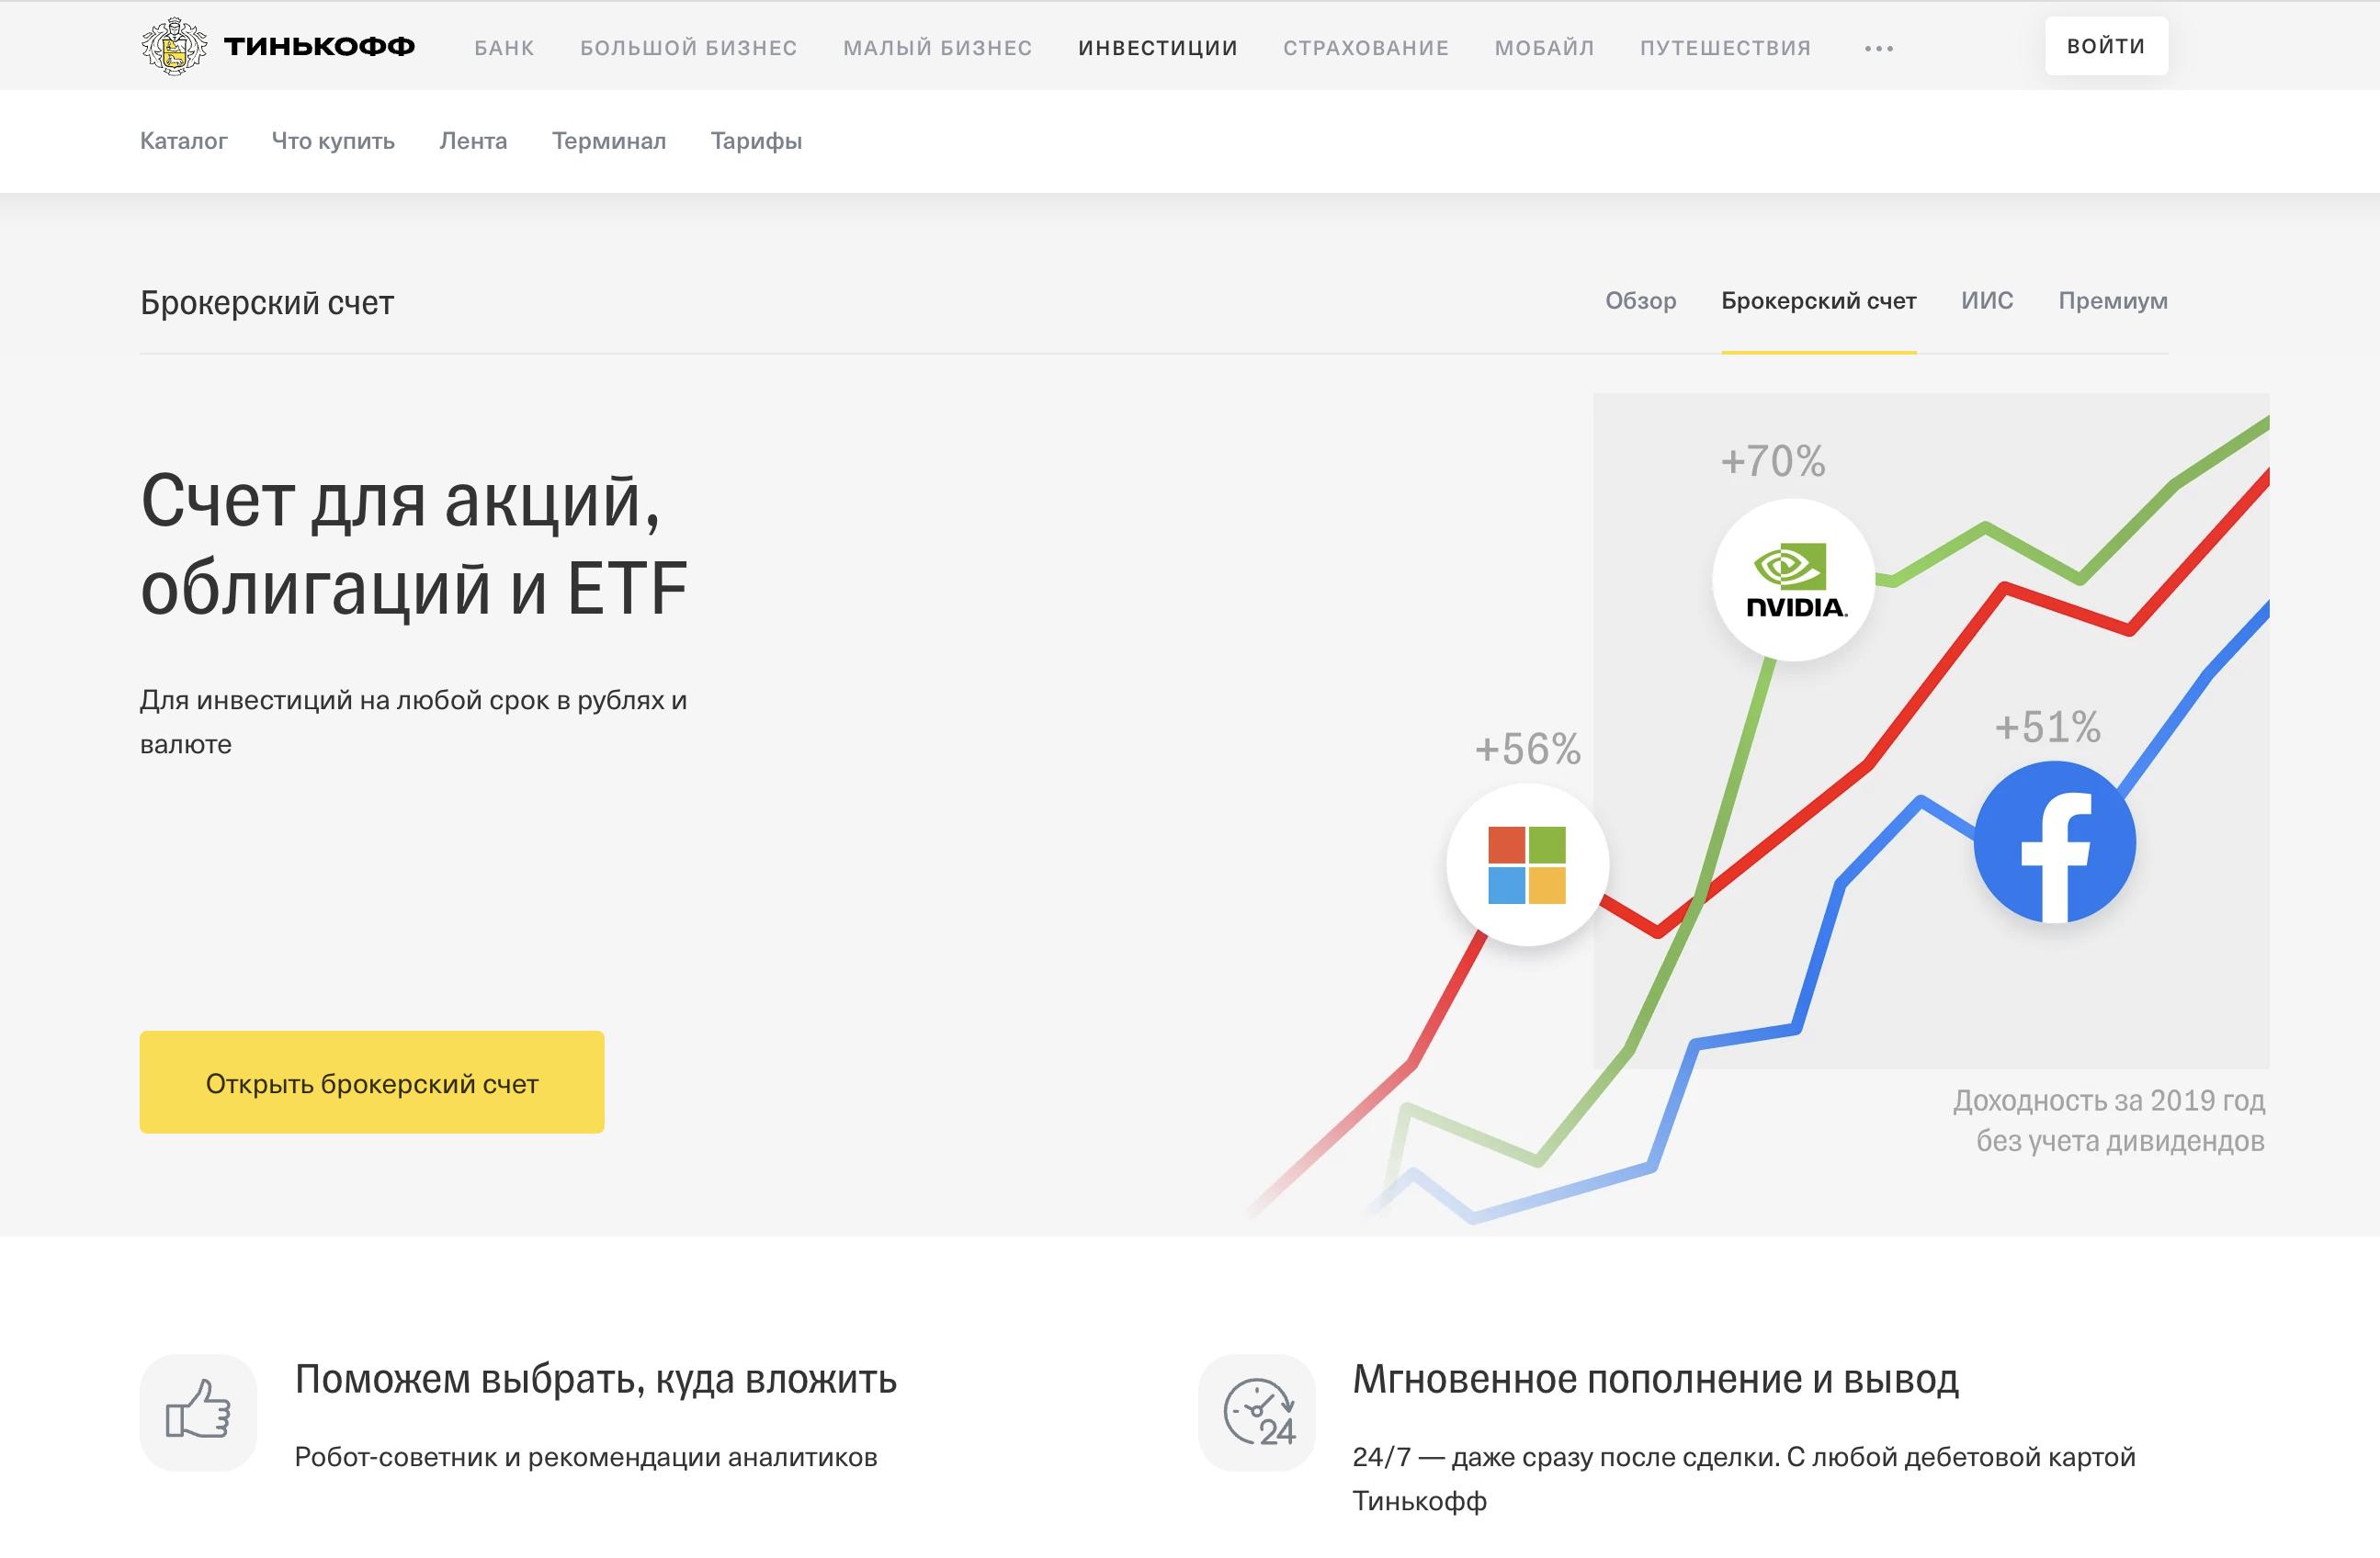 ТИНЬКОФФ БАНК БОЛЬШОЙ БИЗНЕС МАЛЫЙ БИЗНЕС ИНВЕСТИЦИИ СТРАХОВАНИЕ МОБАЙЛ ПУТЕШЕСТВИЯ ••• ВОЙТИ
Каталог Что купить Лента Терминал Тарифы
Брокерский счет
Обзор Брокерский счет ИИС Премиум
Счет для акций,
облигаций и ETF
Для инвестиций на любой срок в рублях и
валюте
Открыть брокерский счет
+70%
NVIDIA.
+56%
+51%
Доходность за 2019 год
без учета дивидендов
Поможем выбрать, куда вложить
Робот-советник и рекомендации аналитиков
24
Мгновенное пополнение и вывод
24/7 — даже сразу после сделки. С любой дебетовой картой
Тинькофф